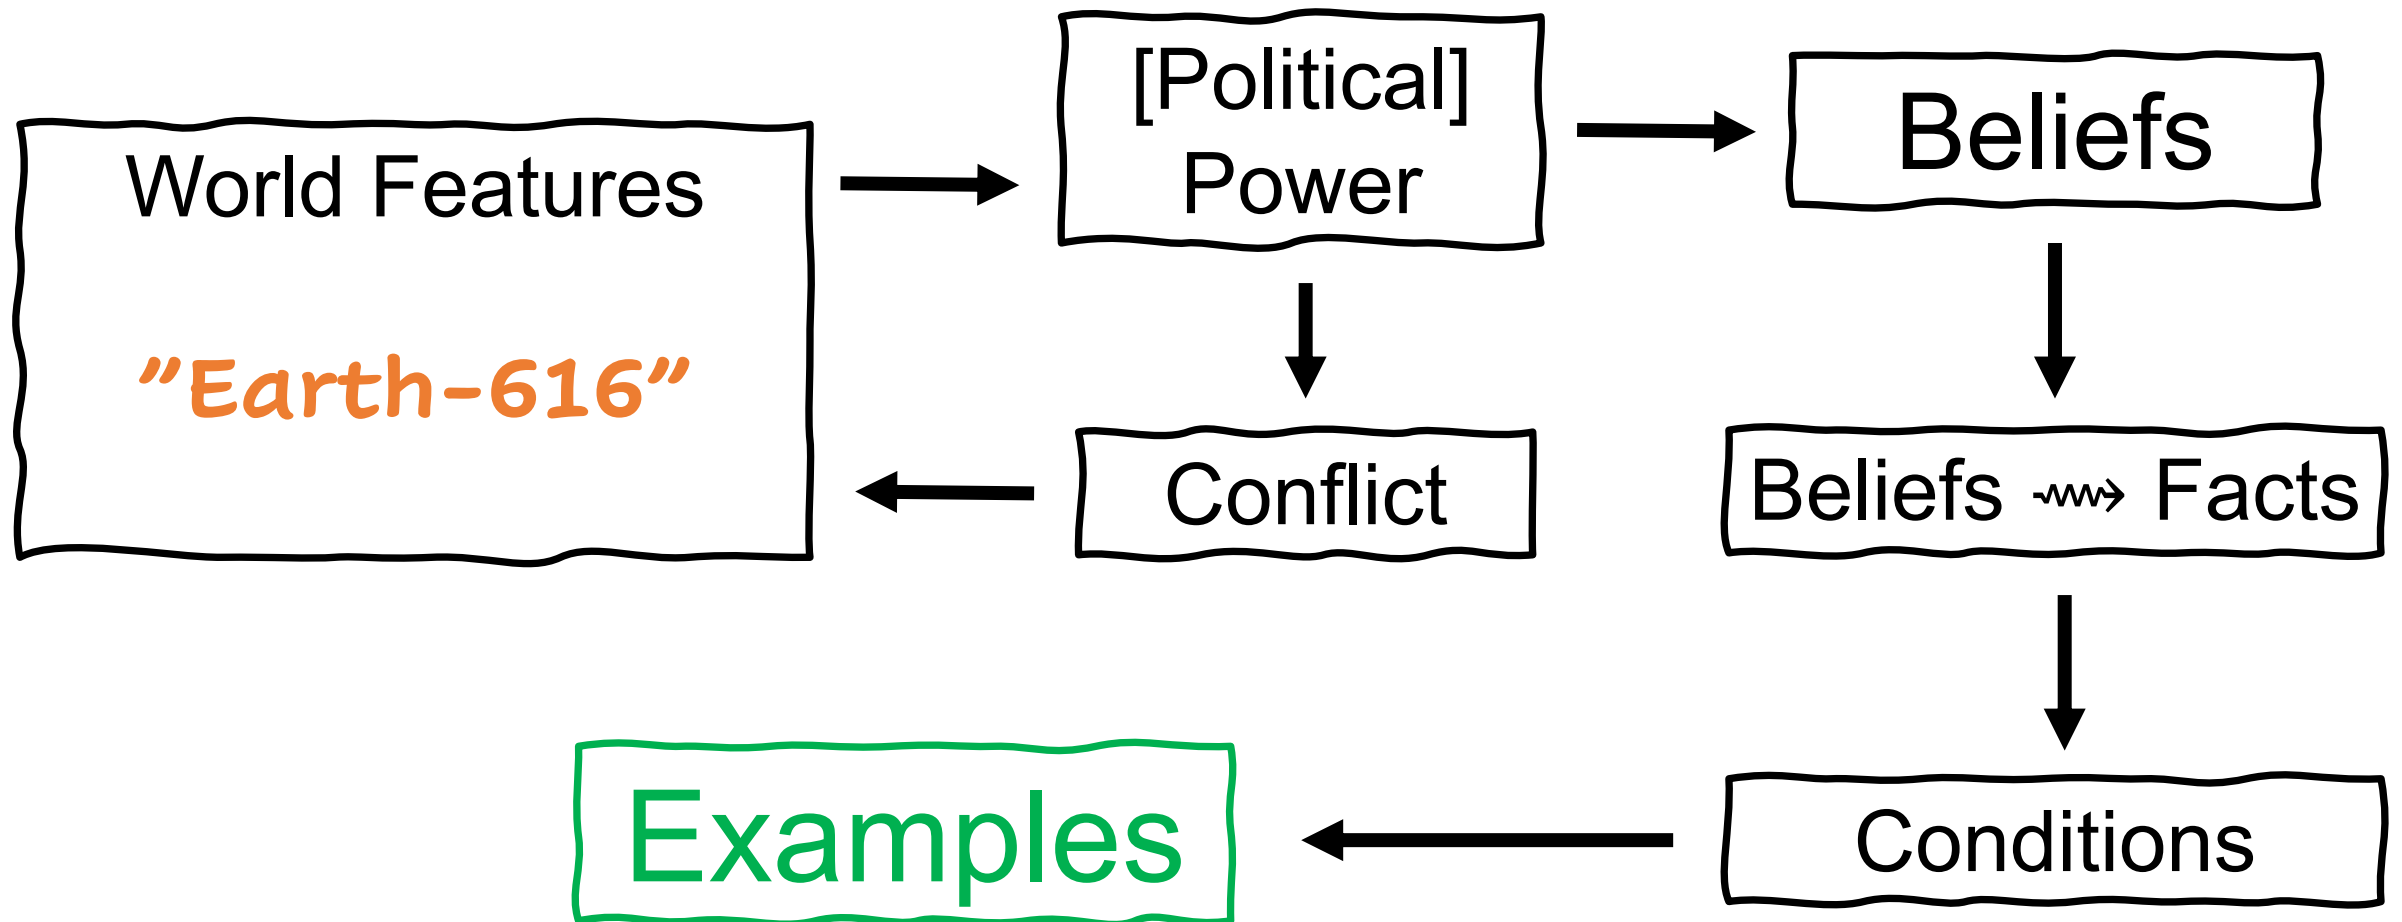 World Features
”Earth-616”
[Political]
Power
Beliefs
Conflict
Beliefs ⇝ Facts
Conditions
Examples